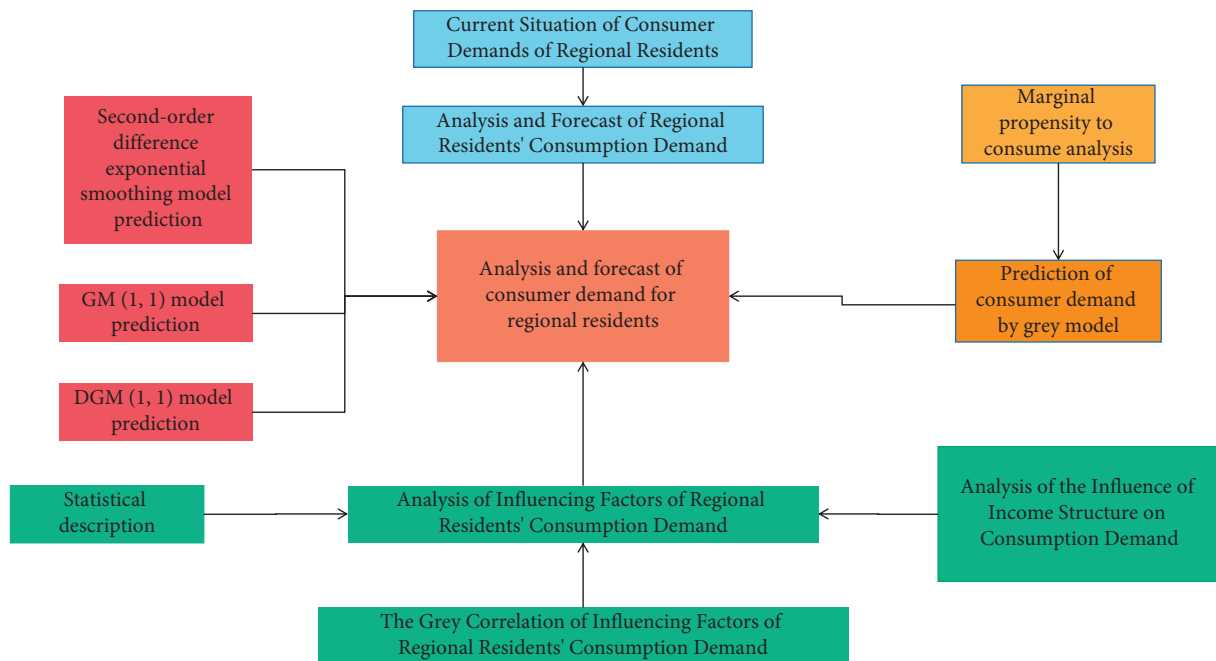 Current Situation of Consumer
Demands of Regional Residents
Second-order
difference
exponential
smoothing model
prediction
Analysis and Forecast of Regional
Residents' Consumption Demand
Marginal
propensity to
consume analysis
GM (1, 1) model
prediction
Analysis and forecast of
consumer demand for
regional residents
Prediction of
consumer demand
by grey model
DGM (1, 1) model
prediction
Statistical
description
Analysis of Influencing Factors of Regional
Residents' Consumption Demand
Analysis of the Influence of
Income Structure on
Consumption Demand
The Grey Correlation of Influencing Factors of
Regional Residents' Consumption Demand